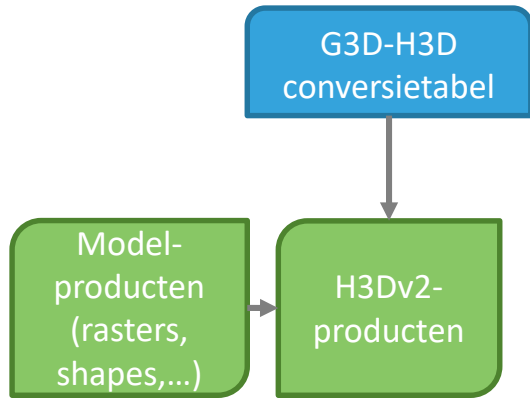 G3D-H3D
conversietabel
Model-
producten
(rasters,
shapes,...)
H3Dv2-
producten